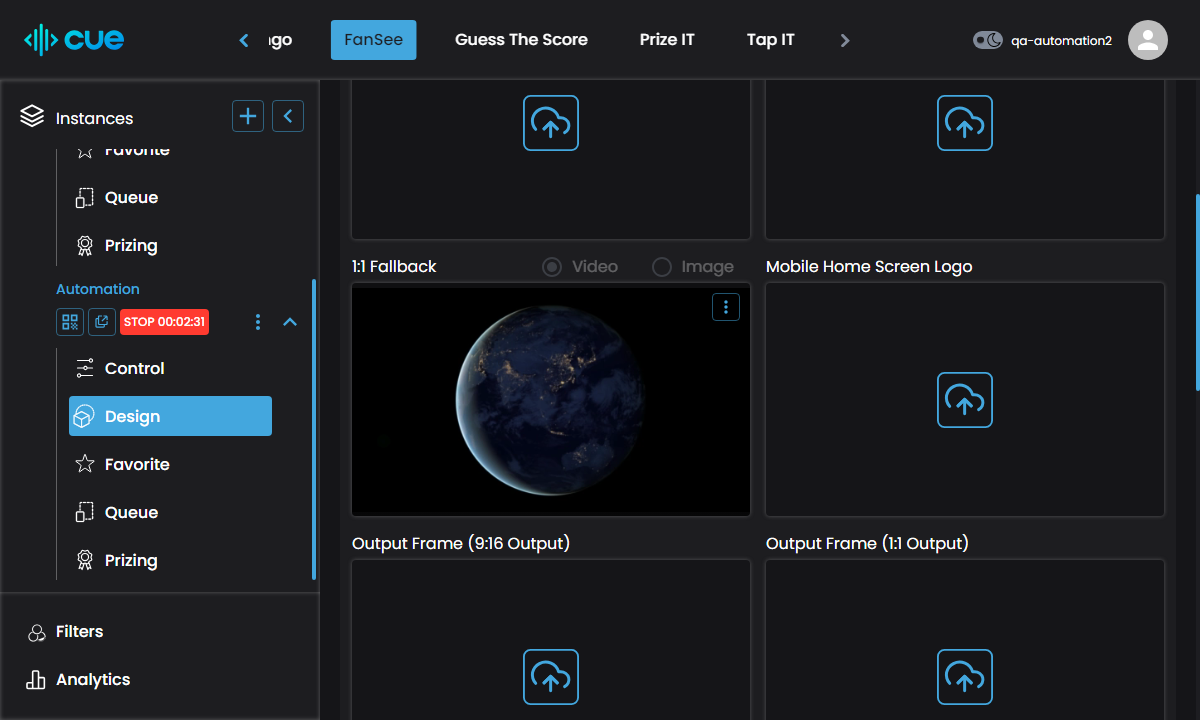 cue
FanSee
Guess The Score
Prize IT
Tap IT
qa-automation2
Instances
Favorite
Queue
Prizing
Automation
STOP 00:02:31
Control
Design
Favorite
Queue
Prizing
Filters
Analytics
1:1 Fallback
Video
Image
Mobile Home Screen Logo
Output Frame (9:16 Output)
Output Frame (1:1 Output)